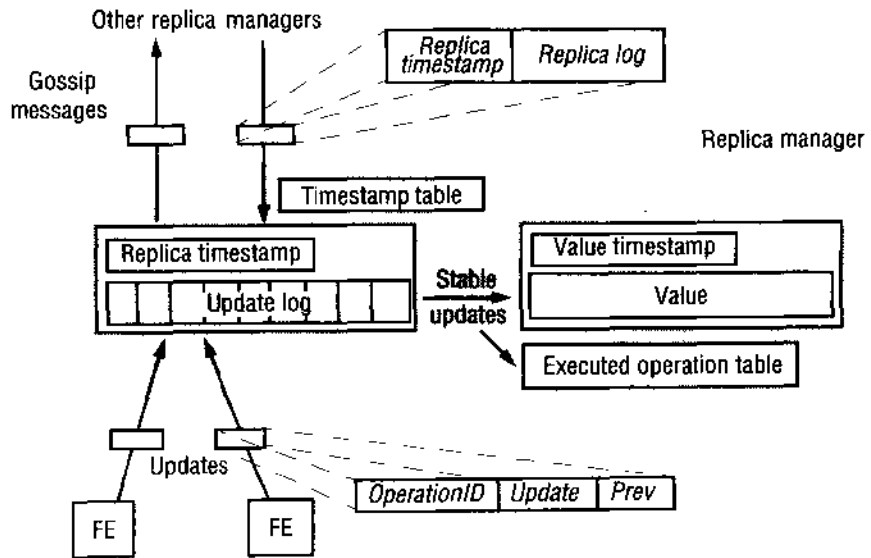 Other replica managers
Replica
timestamp
Replica log
Gossip
messages
Replica manager
Timestamp table
Replica timestamp
Value timestamp
Update log
Stable
updates
Value
Executed operation table
Updates
OperationID
Update
Prev
FE
FE